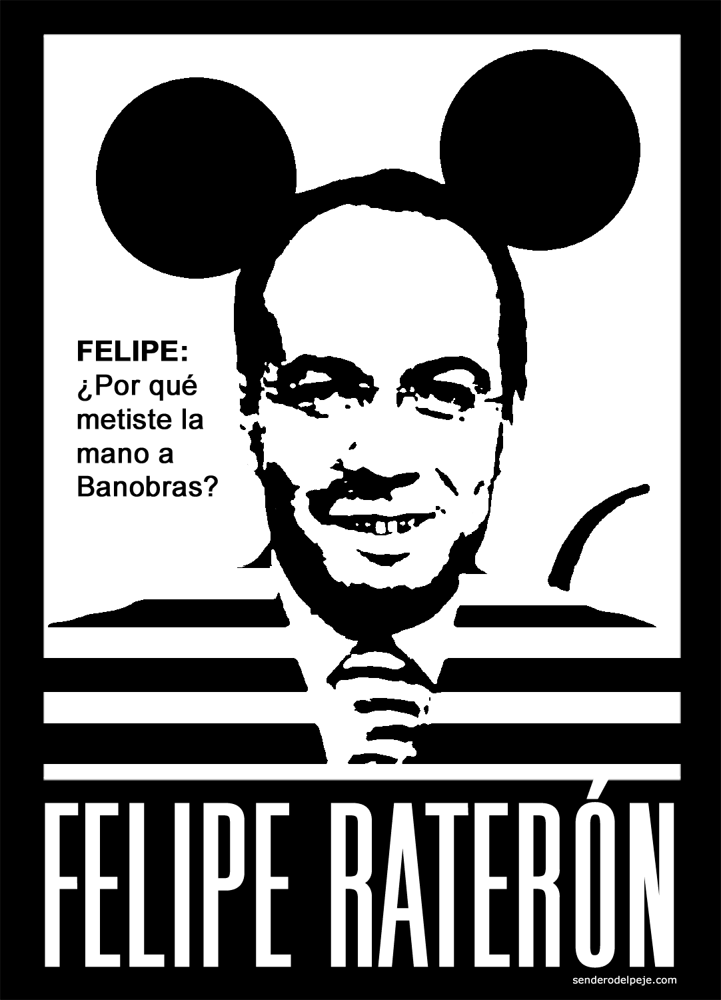 FELIPE:
¿Por qué
metiste la
mano a
Banobras?
FELIPE RATERÓN
senderodelpeje.com